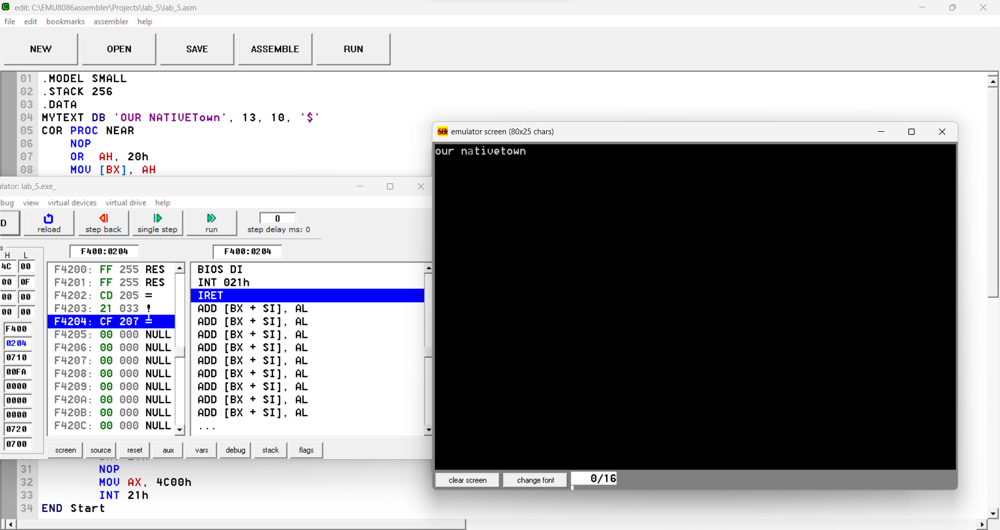 edit: C:\EMU8086assembler\Projects\lab_5\lab_5.asm
file edit bookmarks assembler help
NEW OPEN SAVE ASSEMBLE RUN
01 .MODEL SMALL
02 .STACK 256
03 .DATA
04 MYTEXT DB 'OUR NATIVETown', 13, 10, '$'
05 COR PROC NEAR
06 NOP
07 OR AH, 20h
08 MOV [BX], AH
ulator: lab_5.exe_
bug view virtual devices virtual drive help
D reload step back single step run 0
step delay ms: 0
s
H L
4C 00
00 0F
00 00
00 00
F400
0204
0710
00FA
0000
0000
0000
0720
0700
F400:0204
F4200: FF 255 RES
F4201: FF 255 RES
F4202: CD 205 =
F4203: 21 033 !
F4204: CF 207 ╧
F4205: 00 000 NULL
F4206: 00 000 NULL
F4207: 00 000 NULL
F4208: 00 000 NULL
F4209: 00 000 NULL
F420A: 00 000 NULL
F420B: 00 000 NULL
F420C: 00 000 NULL
F400:0204
BIOS DI
INT 021h
IRET
ADD [BX + SI], AL
ADD [BX + SI], AL
ADD [BX + SI], AL
ADD [BX + SI], AL
ADD [BX + SI], AL
ADD [BX + SI], AL
ADD [BX + SI], AL
ADD [BX + SI], AL
ADD [BX + SI], AL
...
screen source reset aux vars debug stack flags
31 NOP
32 MOV AX, 4C00h
33 INT 21h
34 END Start
SCR emulator screen (80x25 chars)
our nativetown
clear screen change font 0/16